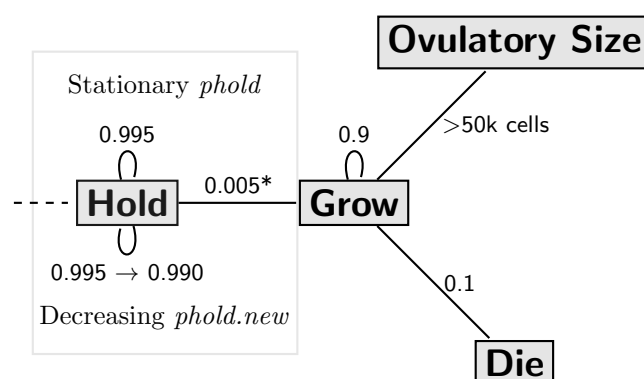 Ovulatory Size
Stationary phold
>50k cells
0.995
0.9
0.005*
Hold
Grow
0.995 → 0.990
0.1
Decreasing phold.new
Die